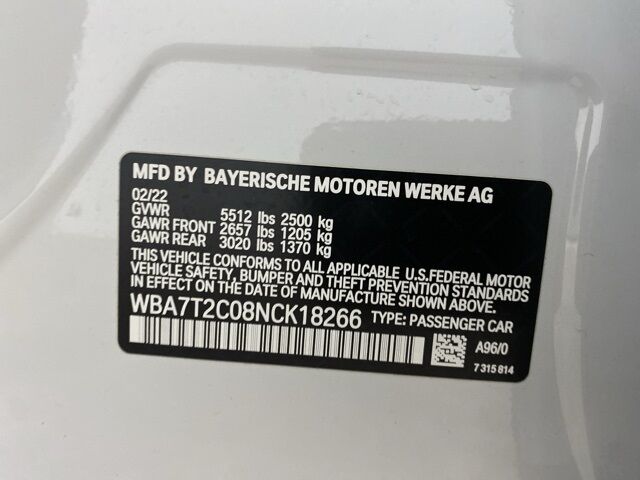 MFD BY BAYERISCHE MOTOREN WERKE AG
02/22
GVWR 5512 lbs 2500 kg
GAWR FRONT 2657 lbs 1205 kg
GAWR REAR 3020 lbs 1370 kg
THIS VEHICLE CONFORMS TO ALL APPLICABLE U.S.FEDERAL MOTOR
VEHICLE SAFETY, BUMPER AND THEFT PREVENTION STANDARDS
IN EFFECT ON THE DATE OF MANUFACTURE SHOWN ABOVE.
WBA7T2C08NCK18266 TYPE: PASSENGER CAR
A96/0
7 315 814